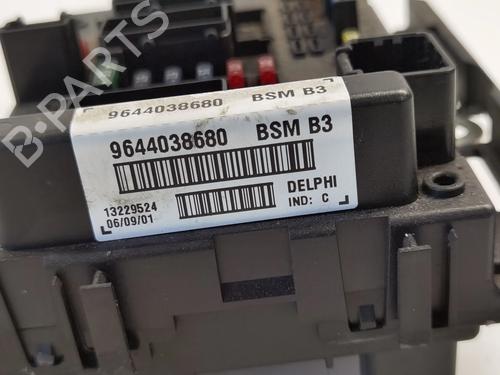 9644038680 BSM B3
9644038680 BSM B3
DELPHI
13229524
IND: C
06/09/01
B-PARTS